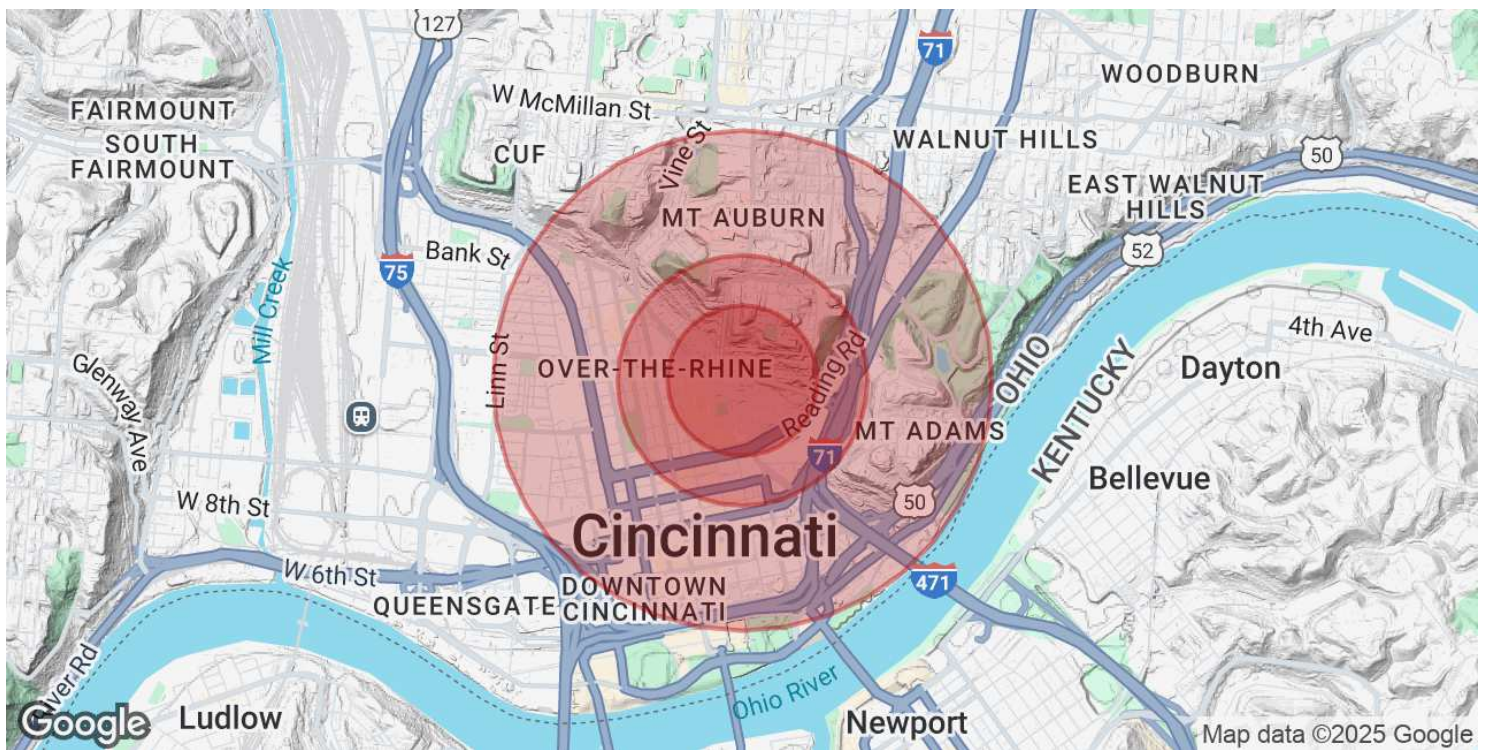 127
71
WOODBURN
W McMillan St
FAIRMOUNT
SOUTH
FAIRMOUNT
CUF
Vine St
WALNUT HILLS
50
EAST WALNUT
HILLS
MT AUBURN
52
Bank St
75
Mill Creek
OHIO
KENTUCKY
4th Ave
Dayton
Linn St
OVER-THE-RHINE
Reading Rd
Glenway Ave
MT ADAMS
71
Bellevue
W 8th St
50
Cincinnati
W 6th St
471
QUEENSGATE
DOWNTOWN
CINCINNATI
River Rd
Ohio River
Google
Ludlow
Newport
Map data ©2025 Google